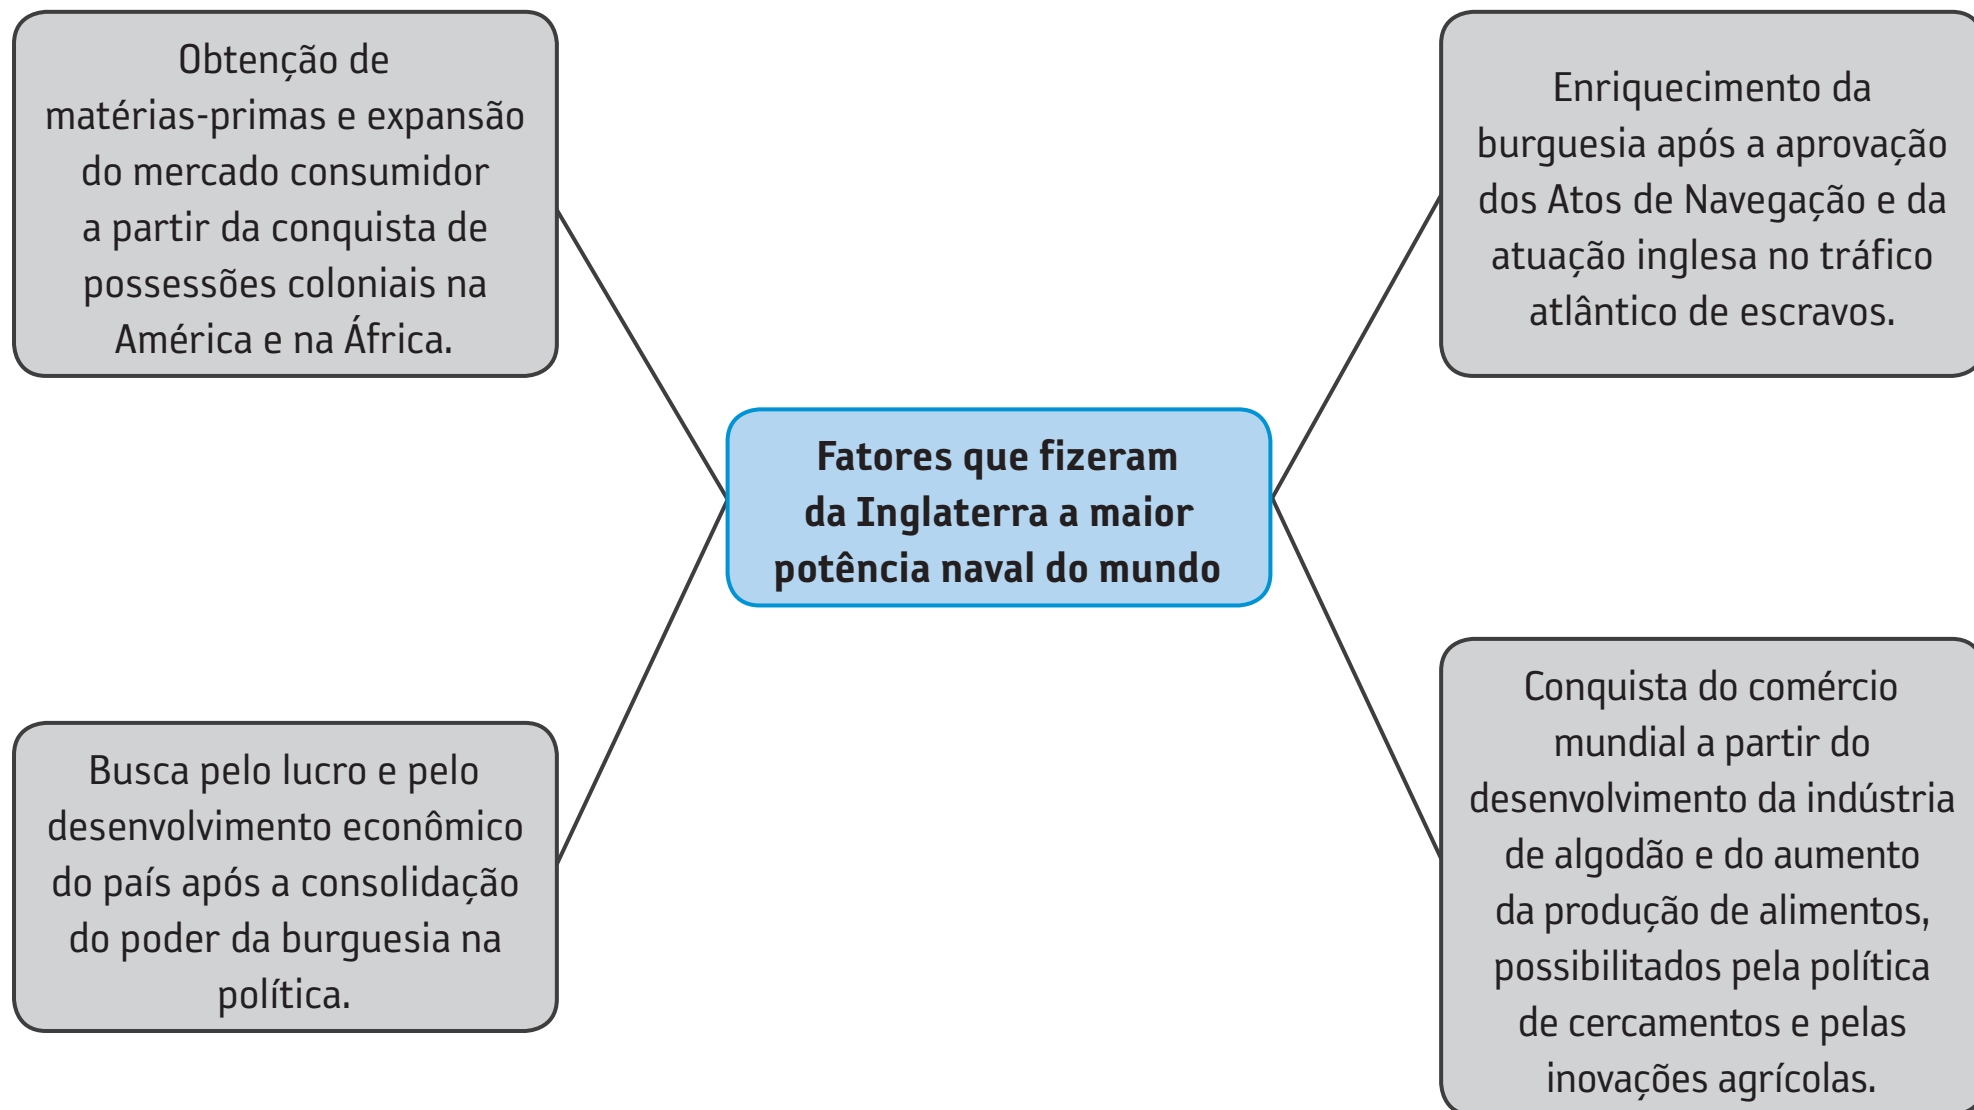 Obtenção de
matérias-primas e expansão
do mercado consumidor
a partir da conquista de
possessões coloniais na
América e na África.
Enriquecimento da
burguesia após a aprovação
dos Atos de Navegação e da
atuação inglesa no tráfico
atlântico de escravos.
Fatores que fizeram
da Inglaterra a maior
potência naval do mundo
Busca pelo lucro e pelo
desenvolvimento econômico
do país após a consolidação
do poder da burguesia na
política.
Conquista do comércio
mundial a partir do
desenvolvimento da indústria
de algodão e do aumento
da produção de alimentos,
possibilitados pela política
de cercamentos e pelas
inovações agrícolas.